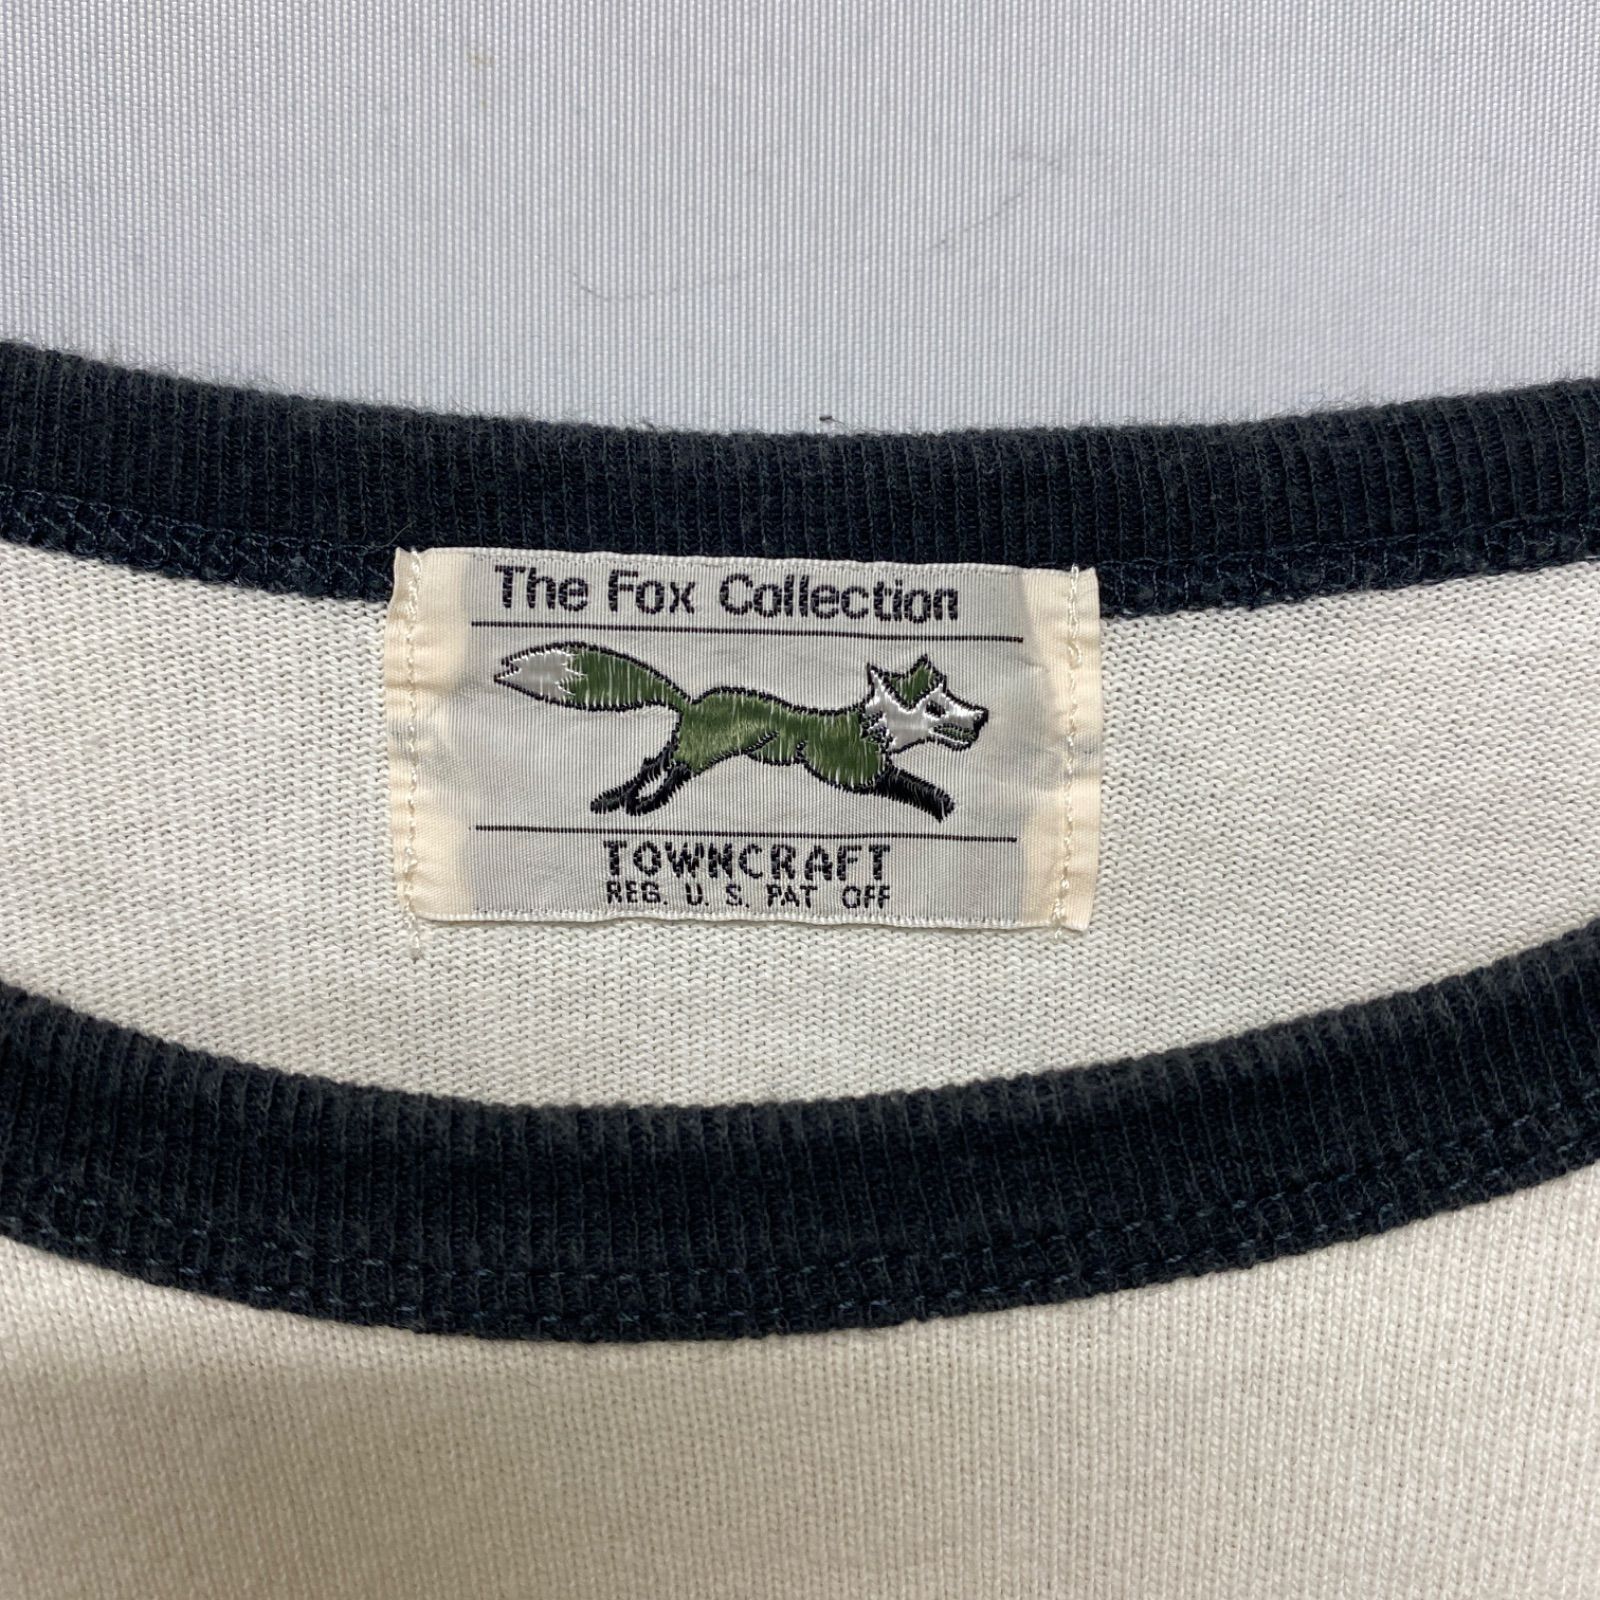 The Fox Collection
TOWNCRAFT
REG. U. S. PAT OFF